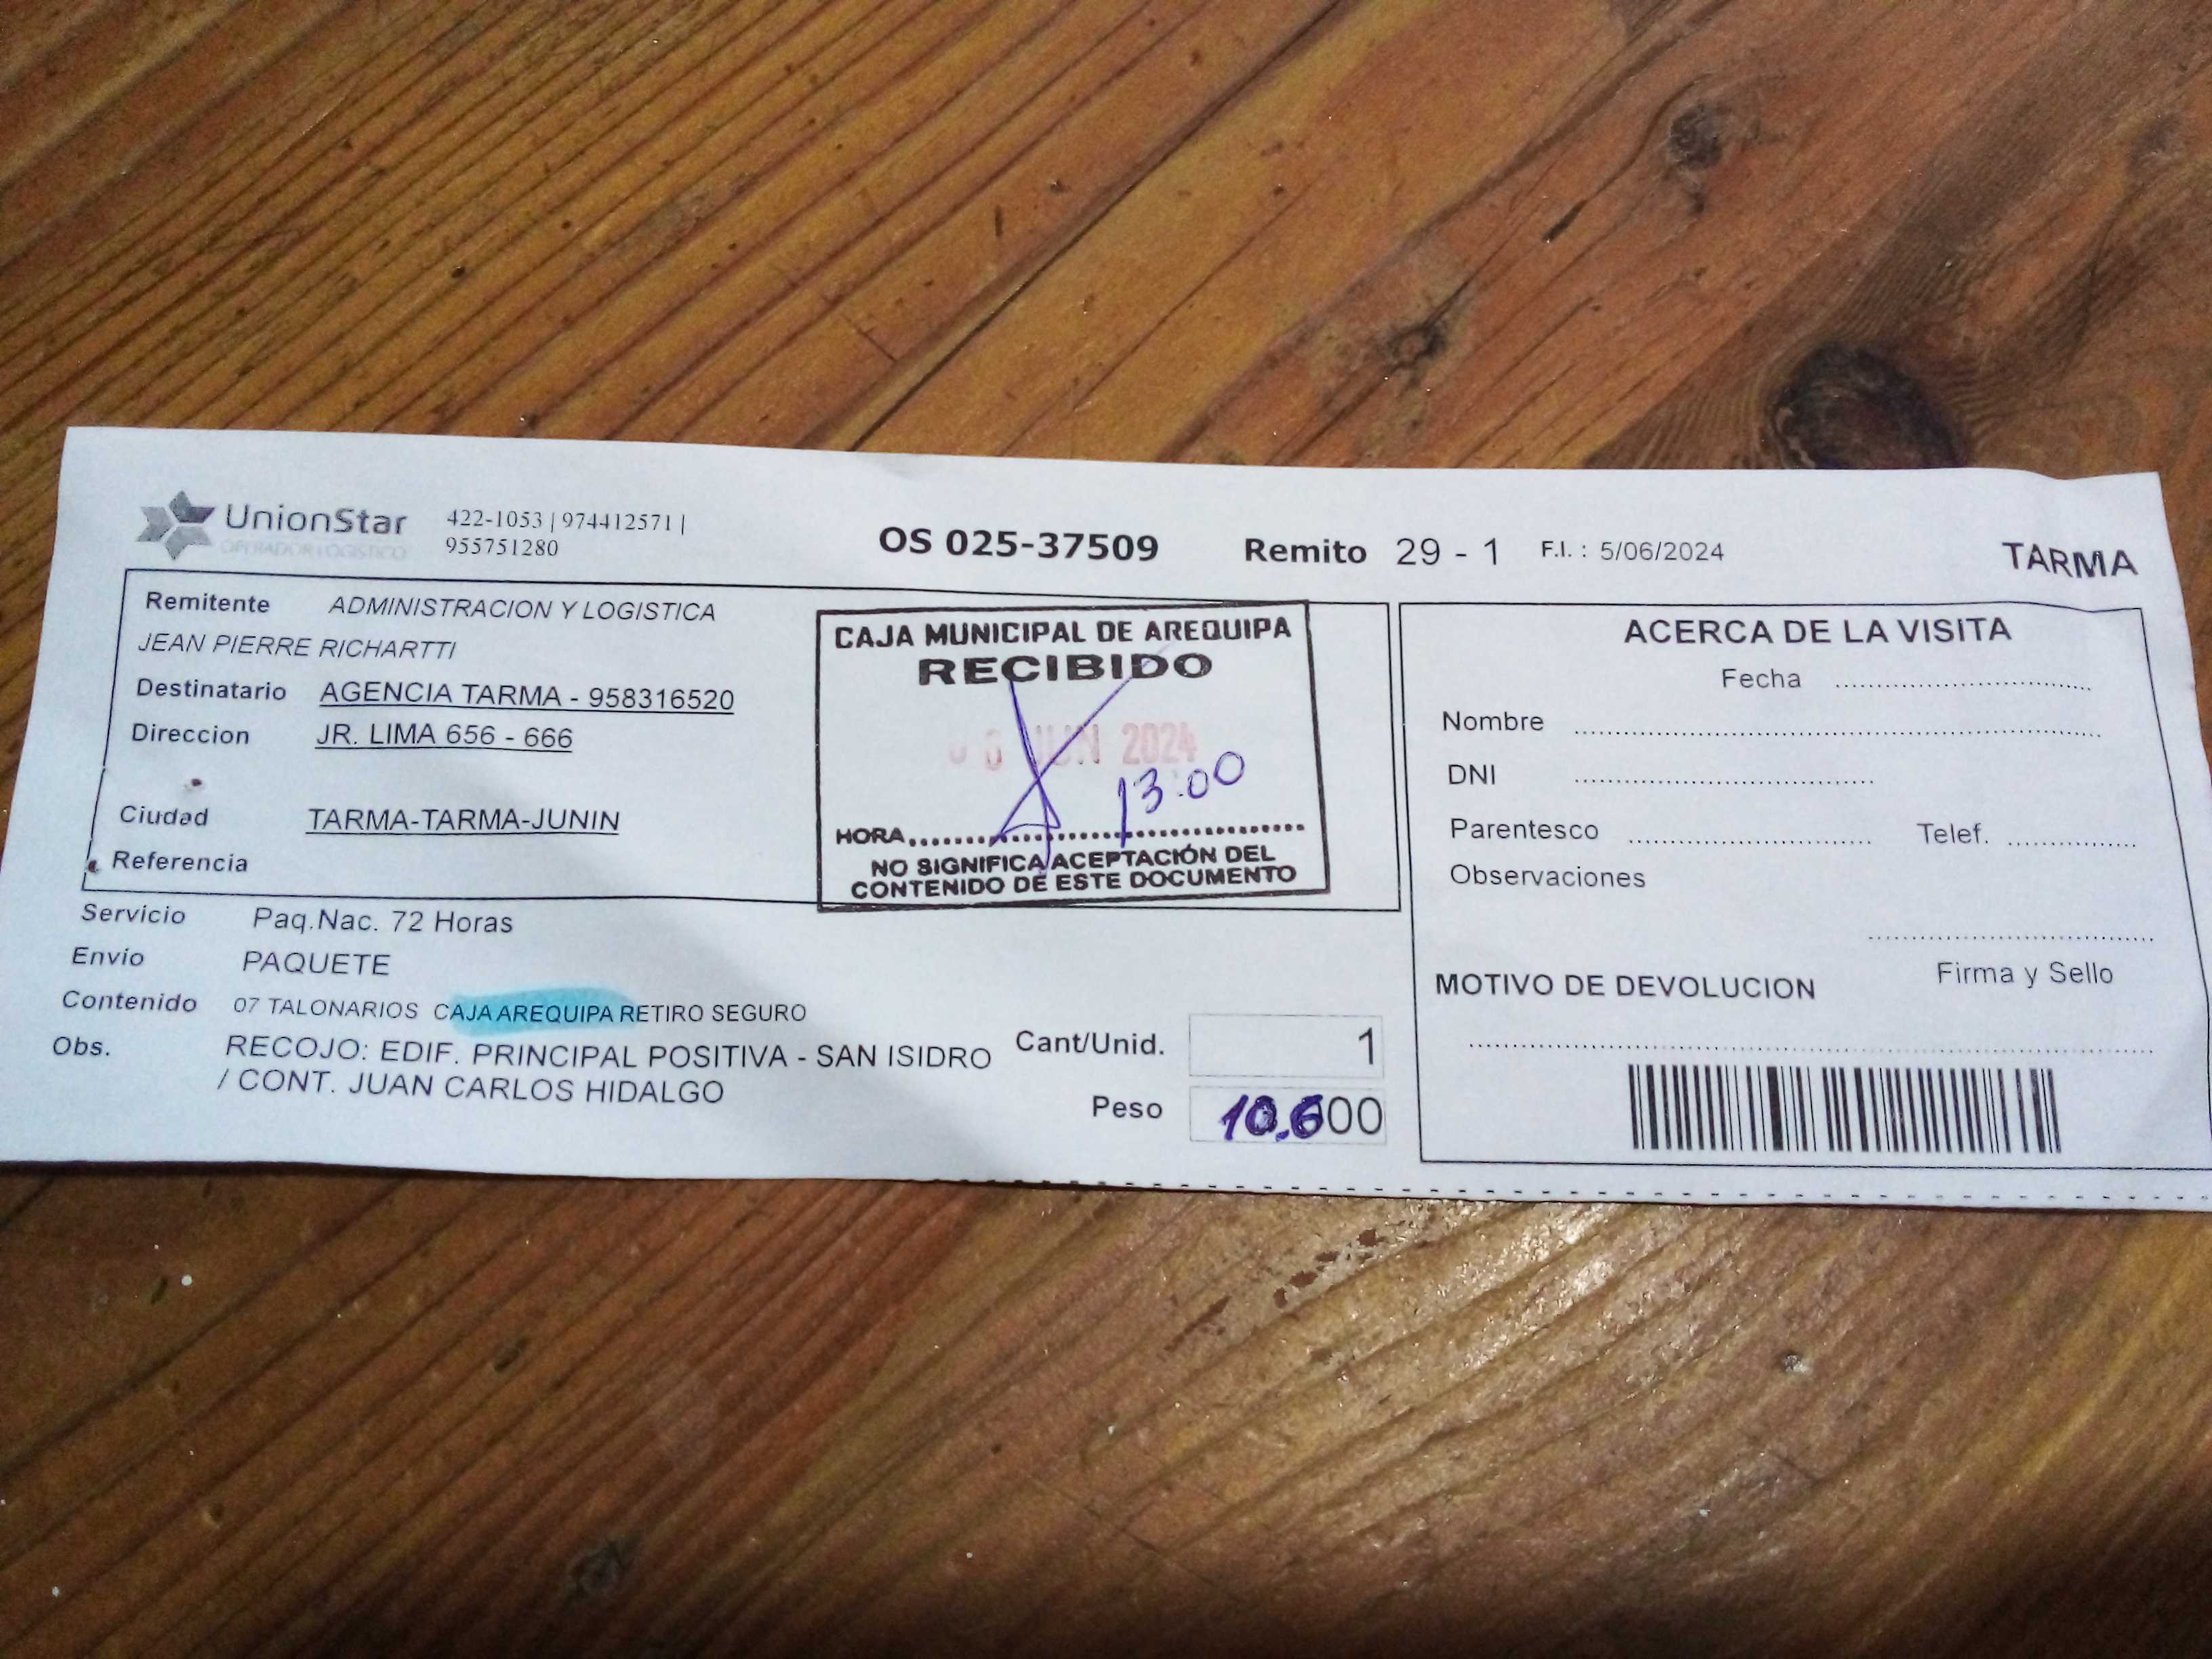 UnionStar
OPERADOR LOGISTICO
422-1053 | 974412571 |
955751280
OS 025-37509
Remito 29 - 1
F.I. : 5/06/2024
TARMA
Remitente ADMINISTRACION Y LOGISTICA
JEAN PIERRE RICHARTTI
Destinatario AGENCIA TARMA - 958316520
Direccion JR. LIMA 656 - 666
Ciudad TARMA-TARMA-JUNIN
Referencia
CAJA MUNICIPAL DE AREQUIPA
RECIBIDO
06 JUN 2024
13:00
HORA
NO SIGNIFICA ACEPTACIÓN DEL
CONTENIDO DE ESTE DOCUMENTO
Servicio Paq.Nac. 72 Horas
Envio PAQUETE
Contenido 07 TALONARIOS CAJA AREQUIPA RETIRO SEGURO
Obs. RECOJO: EDIF. PRINCIPAL POSITIVA - SAN ISIDRO
/ CONT. JUAN CARLOS HIDALGO
Cant/Unid. 1
Peso 10.600
ACERCA DE LA VISITA
Fecha
Nombre
DNI
Parentesco Telef.
Observaciones
Firma y Sello
MOTIVO DE DEVOLUCION